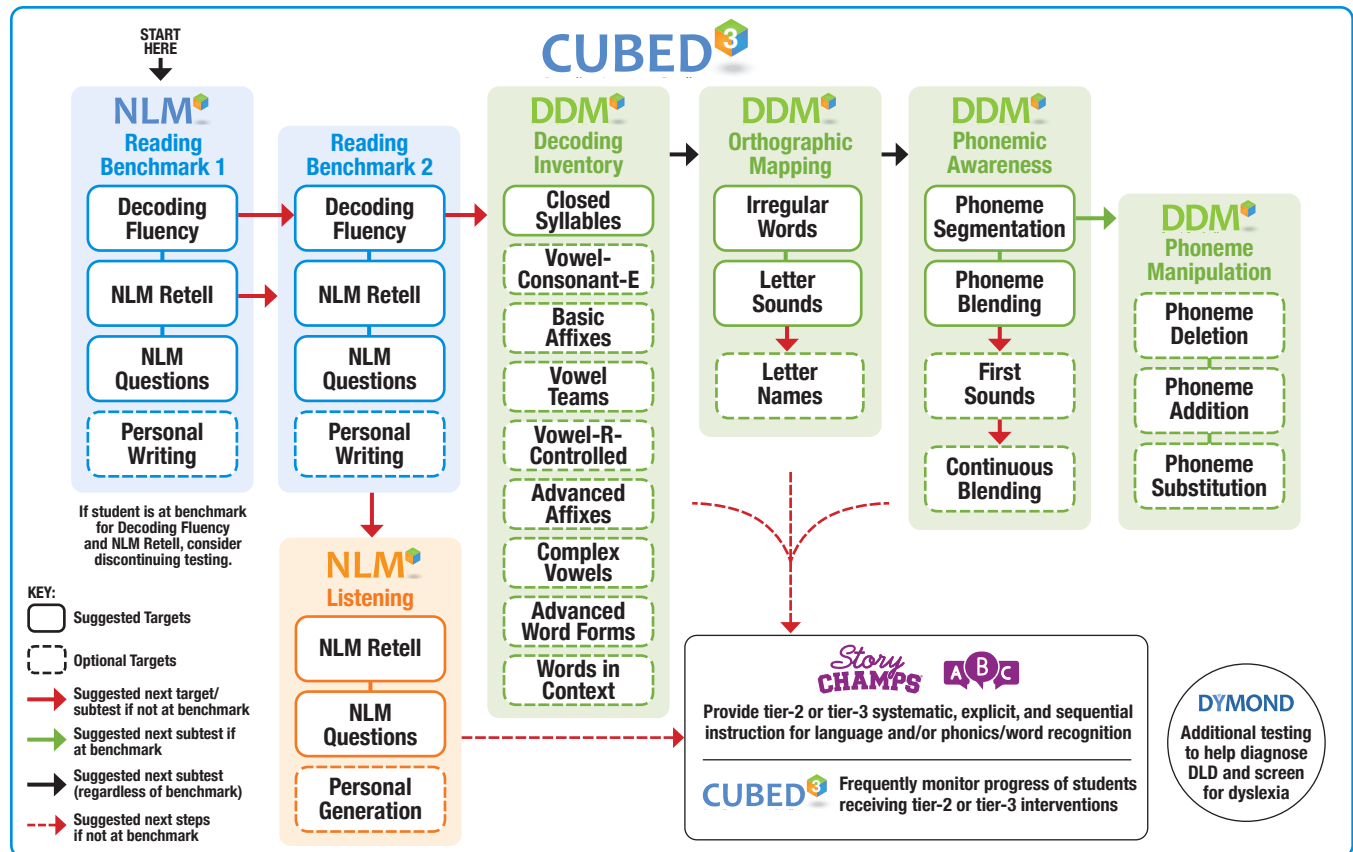 START
HERE
CUBED 3
NLM
Reading
Benchmark 1
Decoding
Fluency
NLM Retell
NLM
Questions
Personal
Writing
If student is at benchmark
for Decoding Fluency
and NLM Retell, consider
discontinuing testing.
Reading
Benchmark 2
Decoding
Fluency
NLM Retell
NLM
Questions
Personal
Writing
NLM
Listening
NLM Retell
NLM
Questions
Personal
Generation
DDM
Decoding
Inventory
Closed
Syllables
Vowel-
Consonant-E
Basic
Affixes
Vowel
Teams
Vowel-R-
Controlled
Advanced
Affixes
Complex
Vowels
Advanced
Word Forms
Words in
Context
DDM
Orthographic
Mapping
Irregular
Words
Letter
Sounds
Letter
Names
DDM
Phonemic
Awareness
Phoneme
Segmentation
Phoneme
Blending
First
Sounds
Continuous
Blending
DDM
Phoneme
Manipulation
Phoneme
Deletion
Phoneme
Addition
Phoneme
Substitution
KEY:
Suggested Targets
Optional Targets
Suggested next target/
subtest if not at benchmark
Suggested next subtest if
at benchmark
Suggested next subtest
(regardless of benchmark)
Suggested next steps
if not at benchmark
Story
CHAMPS®
A B C
Provide tier-2 or tier-3 systematic, explicit, and sequential
instruction for language and/or phonics/word recognition
CUBED 3
Frequently monitor progress of students
receiving tier-2 or tier-3 interventions
DYMOND
Additional testing
to help diagnose
DLD and screen
for dyslexia